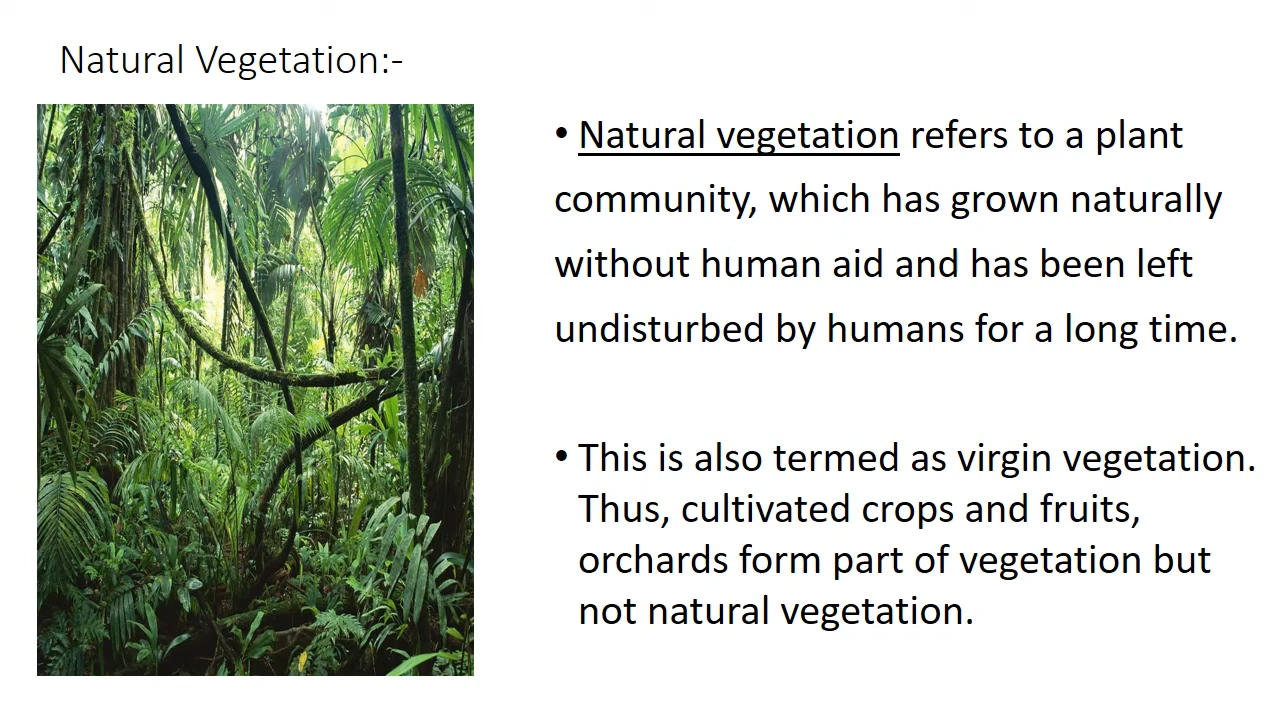 Natural Vegetation:-
• Natural vegetation refers to a plant
community, which has grown naturally
without human aid and has been left
undisturbed by humans for a long time.
• This is also termed as virgin vegetation.
Thus, cultivated crops and fruits,
orchards form part of vegetation but
not natural vegetation.